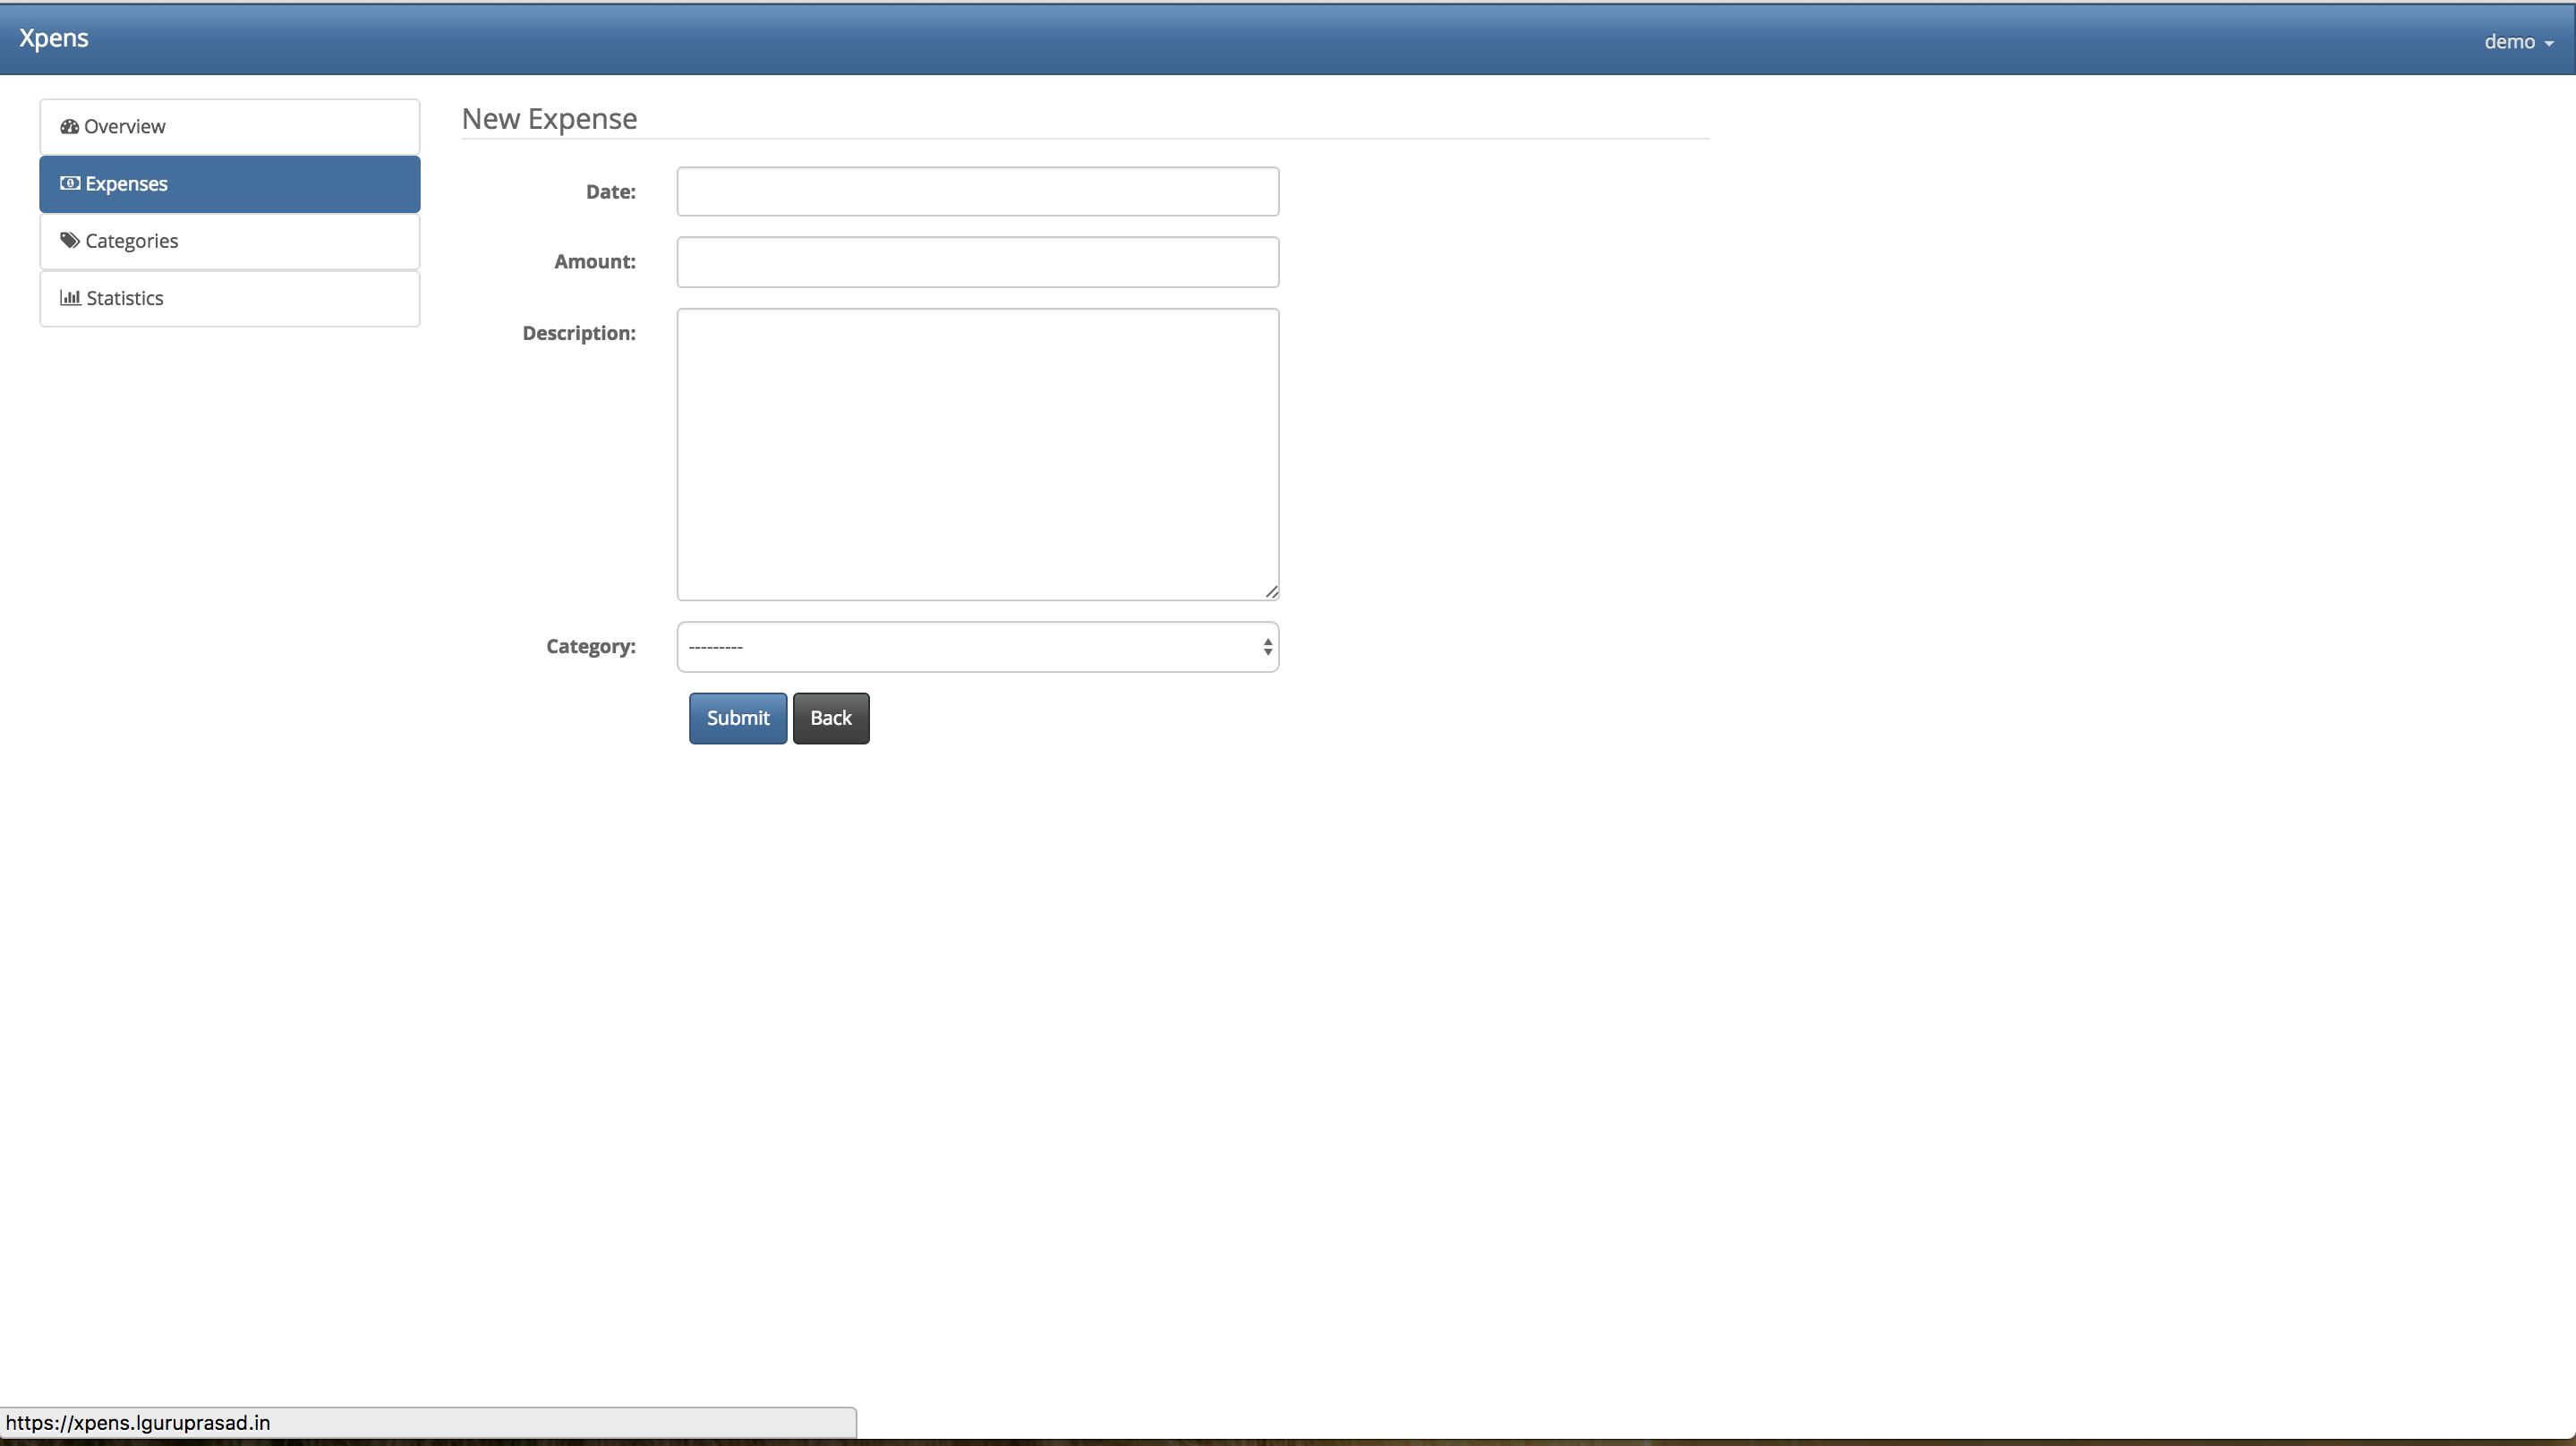 Xpens
demo
Overview
Expenses
Categories
Statistics
New Expense
Date:
Amount:
Description:
Category:
---------
Submit
Back
https://xpens.lguruprasad.in